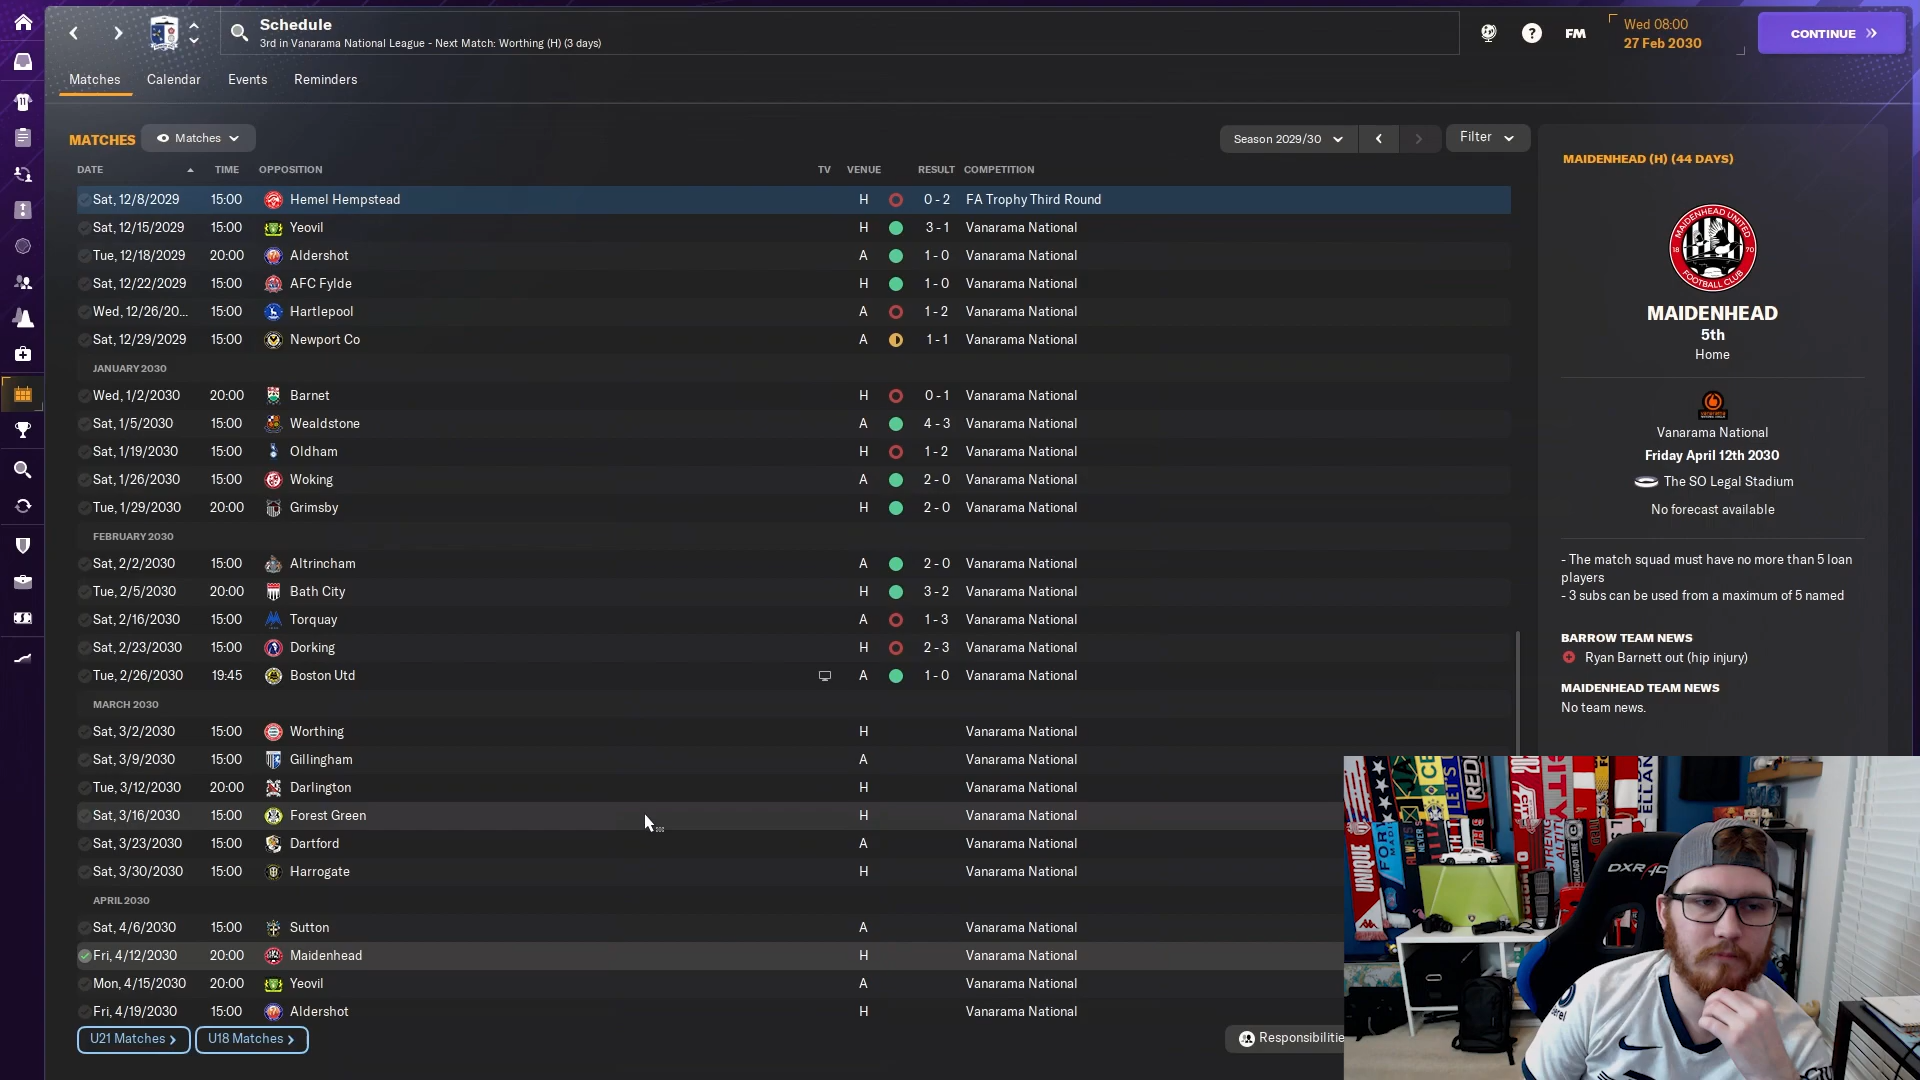 Schedule
3rd in Vanarama National League - Next Match: Worthing (H) (3 days)
FM
Wed 08:00
27 Feb 2030
CONTINUE
Matches Calendar Events Reminders
MATCHES Matches
Season 2029/30
Filter
DATE TIME OPPOSITION TV VENUE RESULT COMPETITION
Sat, 12/8/2029 15:00 Hemel Hempstead H 0 - 2 FA Trophy Third Round
Sat, 12/15/2029 15:00 Yeovil H 3 - 1 Vanarama National
Tue, 12/18/2029 20:00 Aldershot A 1 - 0 Vanarama National
Sat, 12/22/2029 15:00 AFC Fylde H 1 - 0 Vanarama National
Wed, 12/26/20... 15:00 Hartlepool A 1 - 2 Vanarama National
Sat, 12/29/2029 15:00 Newport Co A 1 - 1 Vanarama National
JANUARY 2030
Wed, 1/2/2030 20:00 Barnet H 0 - 1 Vanarama National
Sat, 1/5/2030 15:00 Wealdstone A 4 - 3 Vanarama National
Sat, 1/19/2030 15:00 Oldham H 1 - 2 Vanarama National
Sat, 1/26/2030 15:00 Woking A 2 - 0 Vanarama National
Tue, 1/29/2030 20:00 Grimsby H 2 - 0 Vanarama National
FEBRUARY 2030
Sat, 2/2/2030 15:00 Altrincham A 2 - 0 Vanarama National
Tue, 2/5/2030 20:00 Bath City H 3 - 2 Vanarama National
Sat, 2/16/2030 15:00 Torquay A 1 - 3 Vanarama National
Sat, 2/23/2030 15:00 Dorking H 2 - 3 Vanarama National
Tue, 2/26/2030 19:45 Boston Utd A 1 - 0 Vanarama National
MARCH 2030
Sat, 3/2/2030 15:00 Worthing H Vanarama National
Sat, 3/9/2030 15:00 Gillingham A Vanarama National
Tue, 3/12/2030 20:00 Darlington H Vanarama National
Sat, 3/16/2030 15:00 Forest Green H Vanarama National
Sat, 3/23/2030 15:00 Dartford A Vanarama National
Sat, 3/30/2030 15:00 Harrogate H Vanarama National
APRIL 2030
Sat, 4/6/2030 15:00 Sutton A Vanarama National
Fri, 4/12/2030 20:00 Maidenhead H Vanarama National
Mon, 4/15/2030 20:00 Yeovil A Vanarama National
Fri, 4/19/2030 15:00 Aldershot H Vanarama National
U21 Matches U18 Matches
Responsibilitie
MAIDENHEAD (H) (44 DAYS)
MAIDENHEAD UNITED
18 70
FOOTBALL CLUB
MAIDENHEAD
5th
Home
Vanarama National
Friday April 12th 2030
The SO Legal Stadium
No forecast available
- The match squad must have no more than 5 loan
players
- 3 subs can be used from a maximum of 5 named
BARROW TEAM NEWS
Ryan Barnett out (hip injury)
MAIDENHEAD TEAM NEWS
No team news.
UNIQUE